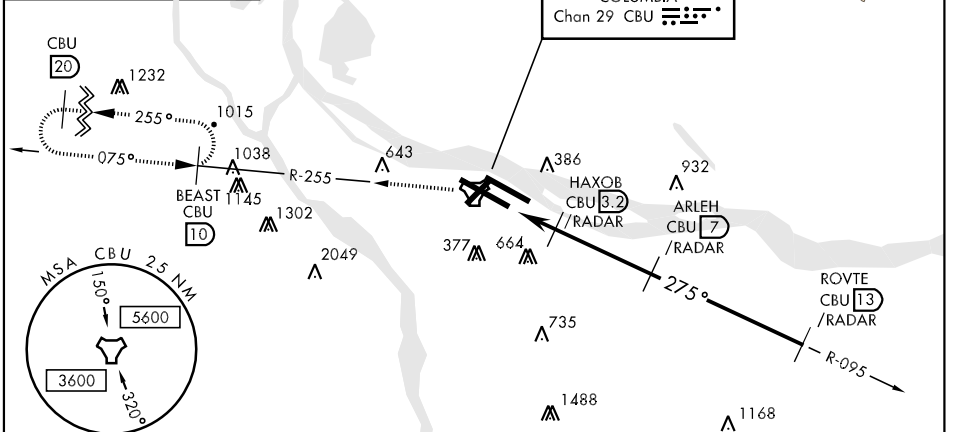 COLUMBIA
Chan 29 CBU
CBU
20
1232
255°
1015
075°
1038
R-255
643
386
932
HAXOB
CBU 3.2
/RADAR
ARLEH
CBU 7
/RADAR
BEAST
CBU
10
1145
1302
377
664
2049
275°
ROVTE
CBU 13
/RADAR
R-095
MSA CBU 25 NM
150°
5600
3600
320°
735
1488
1168